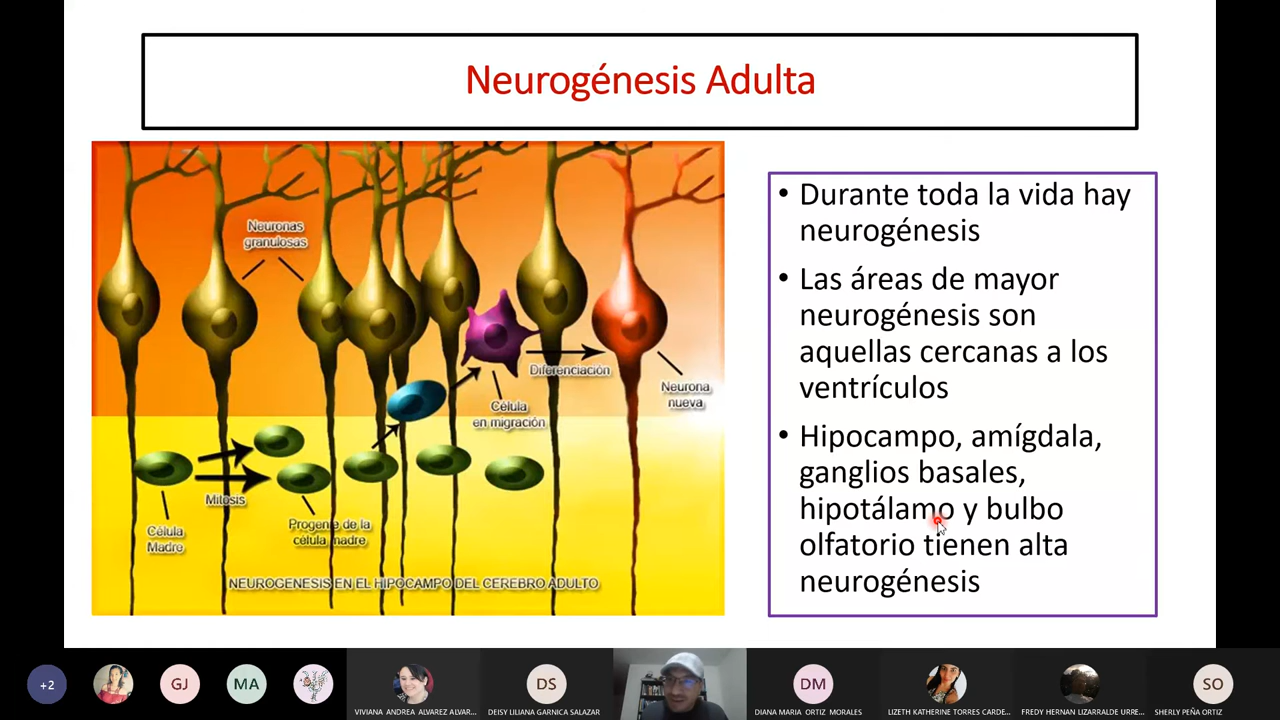 Neurogénesis Adulta
Neuronas
granulosas
Diferenciación
Neurona
nueva
Célula
en migración
Mitosis
Célula
Madre
Progenie de la
célula madre
NEUROGENESIS EN EL HIPOCAMPO DEL CEREBRO ADULTO
• Durante toda la vida hay
neurogénesis
• Las áreas de mayor
neurogénesis son
aquellas cercanas a los
ventrículos
• Hipocampo, amígdala,
ganglios basales,
hipotálamo y bulbo
olfatorio tienen alta
neurogénesis
+2
GJ
MA
VIVIANA ANDREA ALVAREZ ALVAR...
DS
DEISY LILIANA GARNICA SALAZAR
DM
DIANA MARIA ORTIZ MORALES
LIZETH KATHERINE TORRES CARDE...
FREDY HERNAN LIZARRALDE URRE...
SO
SHERLY PEÑA ORTIZ